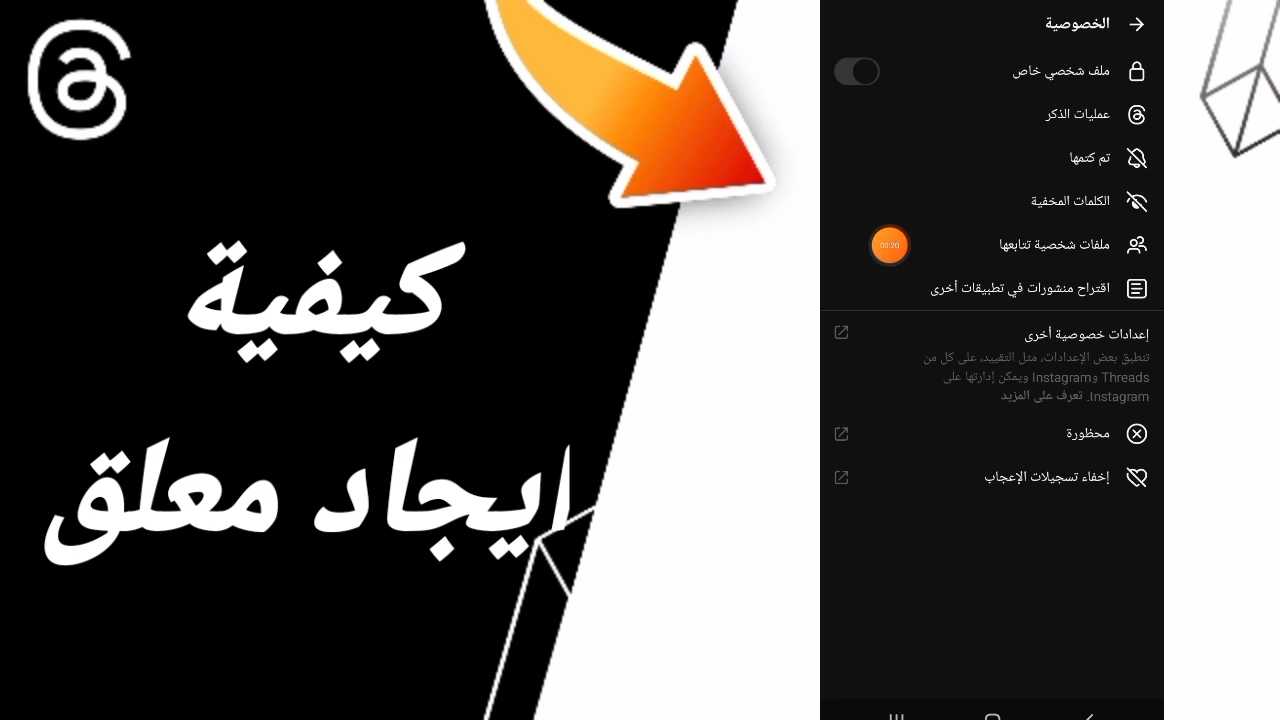 كيفية
ايجاد معلق
الخصوصية
ملف شخصي خاص
عمليات الذكر
تم كتمها
الكلمات المخفية
ملفات شخصية تتابعها
00:20
اقتراح منشورات في تطبيقات أخرى
إعدادات خصوصية أخرى
تنطبق بعض الإعدادات، مثل التقييد، على كل من
Threads وInstagram ويمكن إدارتها على
Instagram. تعرف على المزيد
محظورة
إخفاء تسجيلات الإعجاب